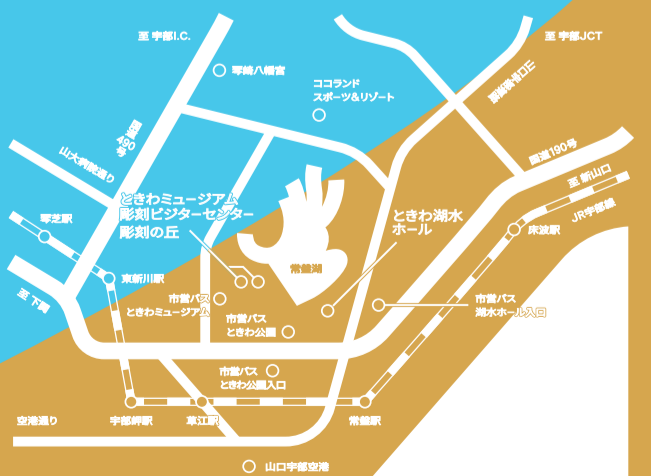 至 宇部I.C.
至 宇部JCT
琴崎八幡宮
ココランド
スポーツ&リゾート
国道490号
山大病院通り
国道190号
至 新山口
JR宇部線
ときわミュージアム
彫刻ビジターセンター
彫刻の丘
ときわ湖水
ホール
琴芝駅
床波駅
常盤湖
東新川駅
至 下関
市営バス
ときわミュージアム
市営バス
ときわ公園
市営バス
湖水ホール入口
市営バス
ときわ公園入口
空港通り
宇部岬駅
草江駅
常盤駅
山口宇部空港